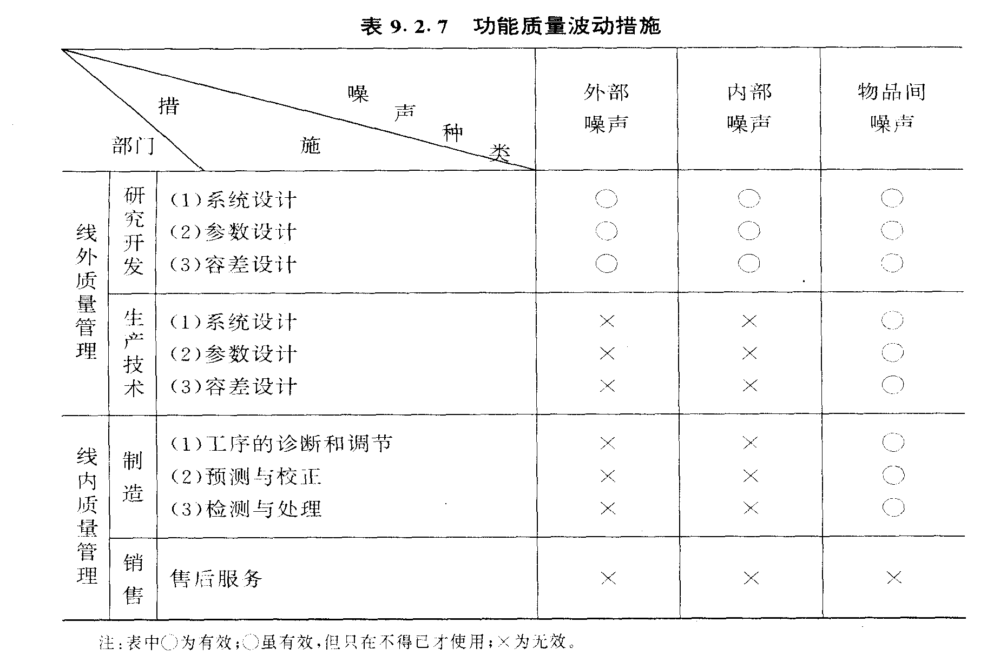 表 9.2.7 功能质量波动措施
部门 措施 噪声种类 外部噪声 内部噪声 物品间噪声
线外质量管理
研究开发
(1)系统设计 ○ ○ ○
(2)参数设计 ○ ○ ○
(3)容差设计 ○ ○ ○
生产技术
(1)系统设计 × × ○
(2)参数设计 × × ○
(3)容差设计 × × ○
线内质量管理
制造
(1)工序的诊断和调节 × × ○
(2)预测与校正 × × ○
(3)检测与处理 × × ○
销售
售后服务 × × ×
注:表中○为有效;○虽有效,但只在不得已才使用;×为无效。